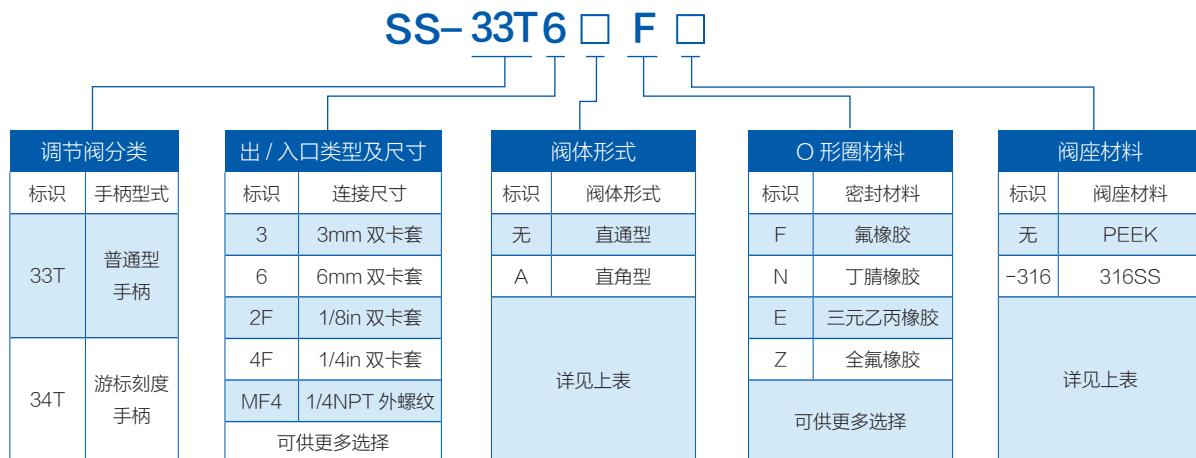 SS-33T6□ F □
调节阀分类
标识 手柄型式
33T 普通型
手柄
34T 游标刻度
手柄
出 / 入口类型及尺寸
标识 连接尺寸
3 3mm 双卡套
6 6mm 双卡套
2F 1/8in 双卡套
4F 1/4in 双卡套
MF4 1/4NPT 外螺纹
可供更多选择
阀体形式
标识 阀体形式
无 直通型
A 直角型
详见上表
O 形圈材料
标识 密封材料
F 氟橡胶
N 丁腈橡胶
E 三元乙丙橡胶
Z 全氟橡胶
可供更多选择
阀座材料
标识 阀座材料
无 PEEK
-316 316SS
详见上表